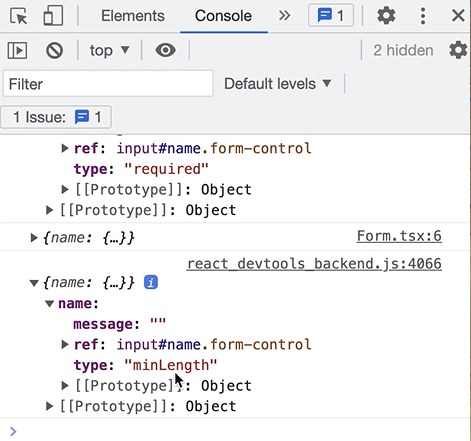 Elements Console 1
top 2 hidden
Filter Default levels
1 Issue: 1
ref: input#name.form-control
type: "required"
[[Prototype]]: Object
[[Prototype]]: Object
{name: {…}} Form.tsx:6
react_devtools_backend.js:4066
{name: {…}} i
name:
message: ""
ref: input#name.form-control
type: "minLength"
[[Prototype]]: Object
[[Prototype]]: Object